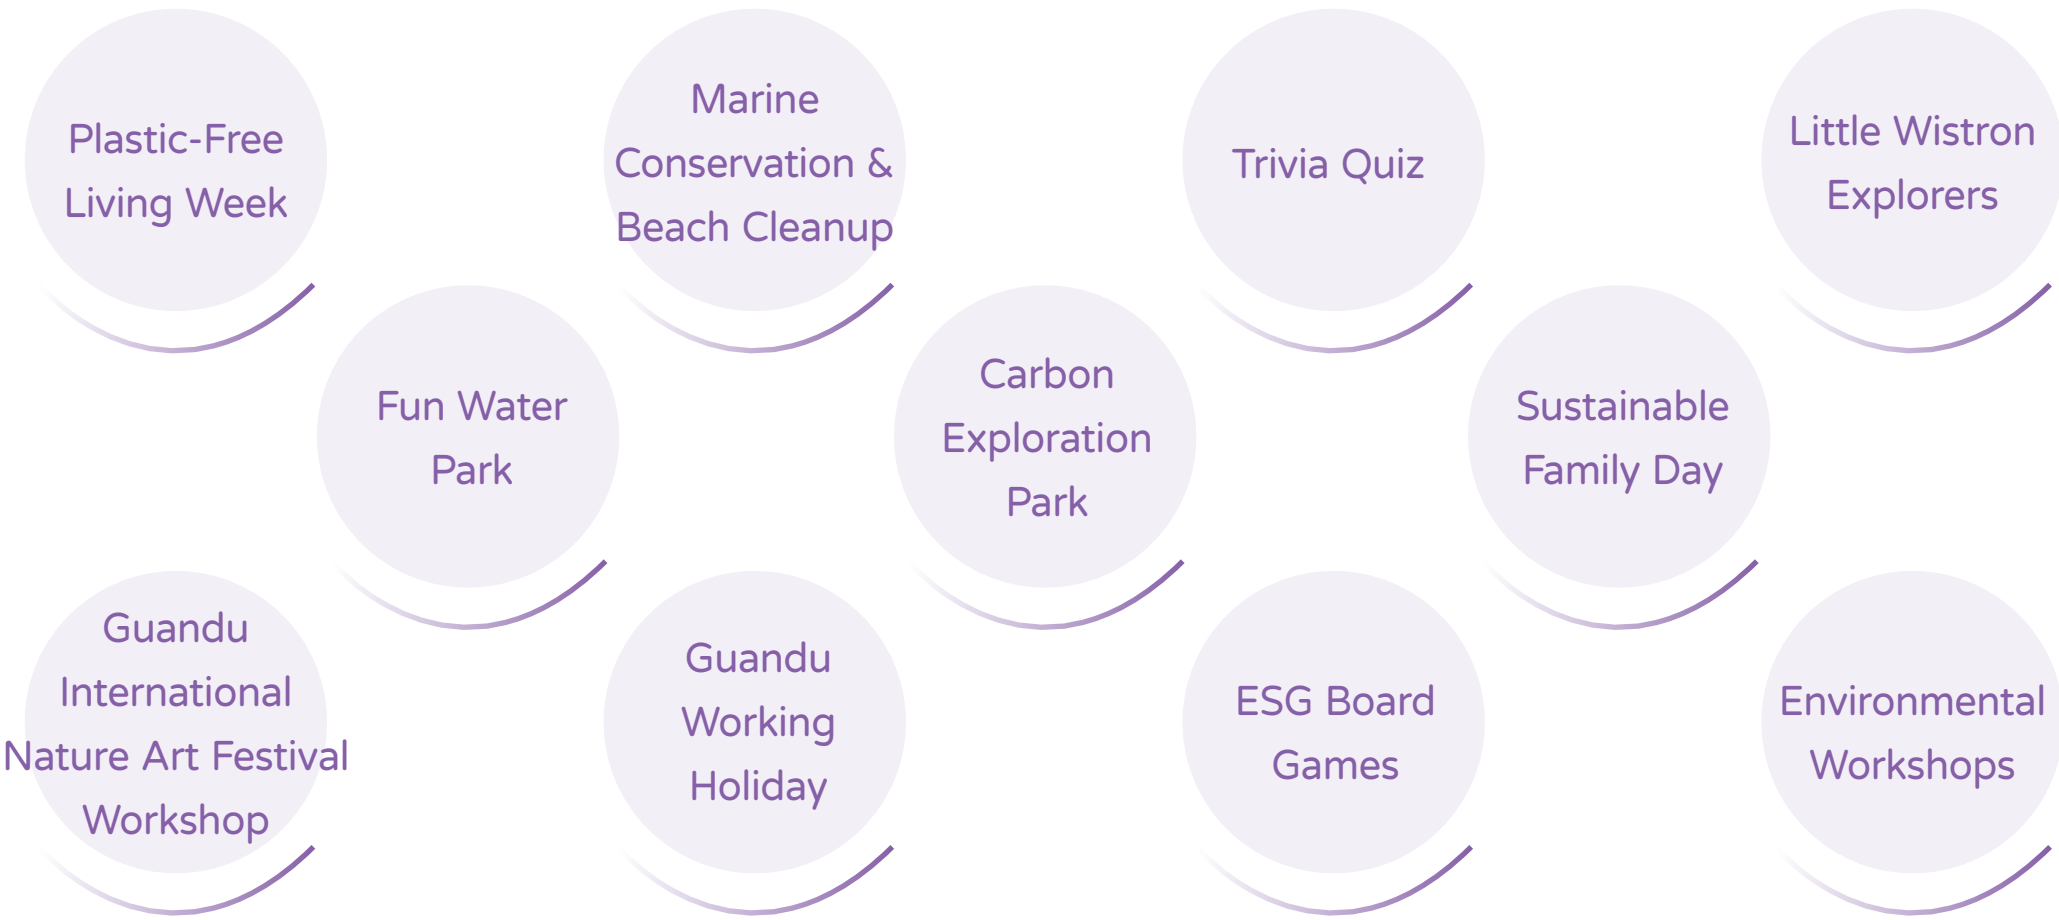 Plastic-Free
Living Week
Marine
Conservation &
Beach Cleanup
Trivia Quiz
Little Wistron
Explorers
Fun Water
Park
Carbon
Exploration
Park
Sustainable
Family Day
Guandu
International
Nature Art Festival
Workshop
Guandu
Working
Holiday
ESG Board
Games
Environmental
Workshops